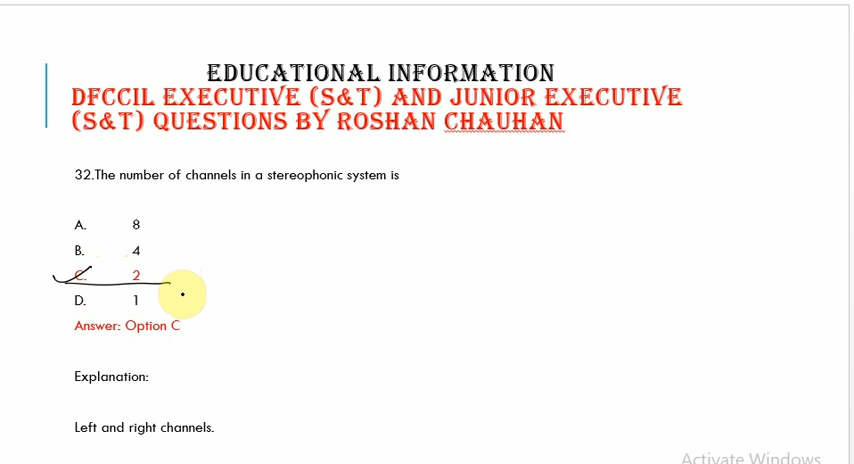 EDUCATIONAL INFORMATION
DFCCIL EXECUTIVE (S&T) AND JUNIOR EXECUTIVE
(S&T) QUESTIONS BY ROSHAN CHAUHAN
32.The number of channels in a stereophonic system is
A. 8
B. 4
C. 2
D. 1
Answer: Option C
Explanation:
Left and right channels.
Activate Windows